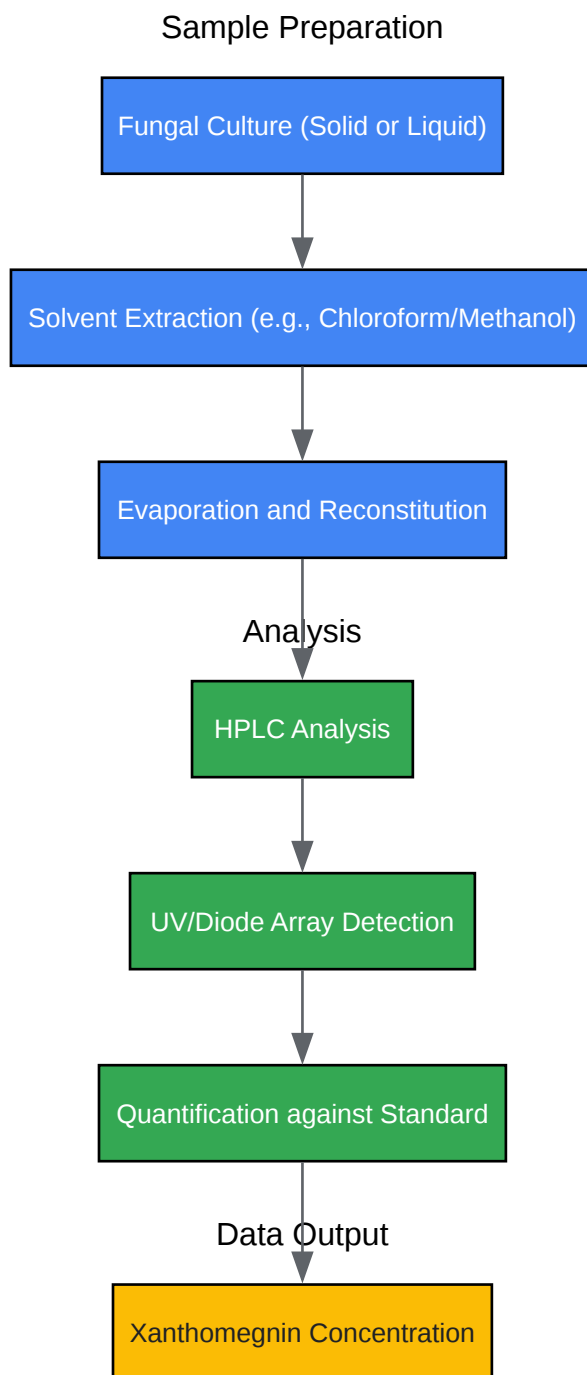 Sample Preparation
Fungal Culture (Solid or Liquid)
Solvent Extraction (e.g., Chloroform/Methanol)
Evaporation and Reconstitution
Analysis
HPLC Analysis
UV/Diode Array Detection
Quantification against Standard
Data Output
Xanthomegnin Concentration